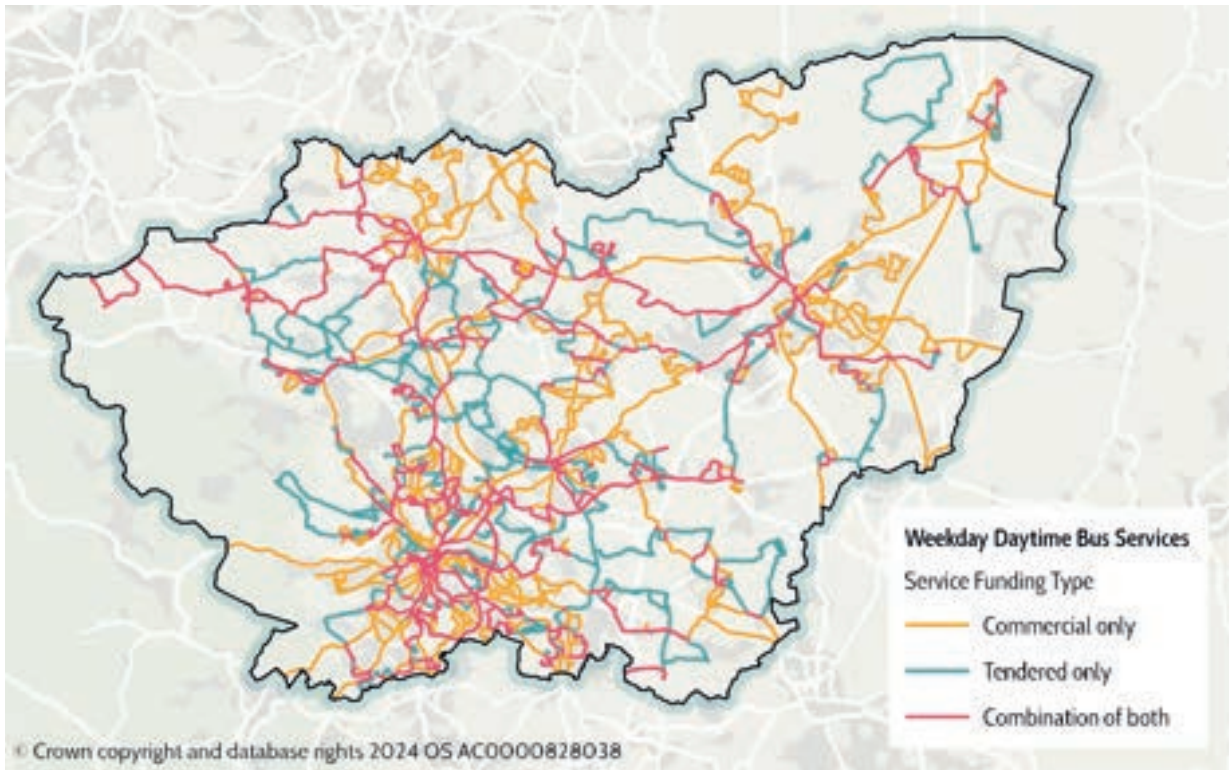 Weekday Daytime Bus Services
Service Funding Type
Commercial only
Tendered only
Combination of both
© Crown copyright and database rights 2024 OS AC0000828038